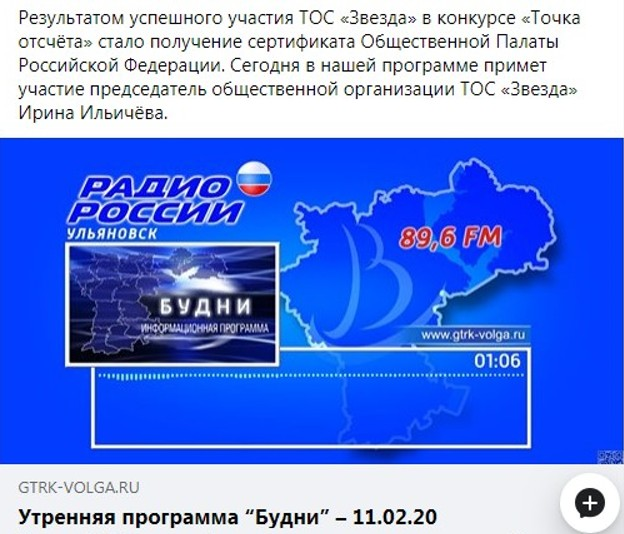 Результатом успешного участия ТОС «Звезда» в конкурсе «Точка
отсчёта» стало получение сертификата Общественной Палаты
Российской Федерации. Сегодня в нашей программе примет
участие председатель общественной организации ТОС «Звезда»
Ирина Ильичёва.
РАДИО
РОССИИ
УЛЬЯНОВСК
89,6 FM
БУДНИ
ИНФОРМАЦИОННАЯ ПРОГРАММА
www.gtrk-volga.ru
01:06
GTRK-VOLGA.RU
Утренняя программа “Будни” – 11.02.20